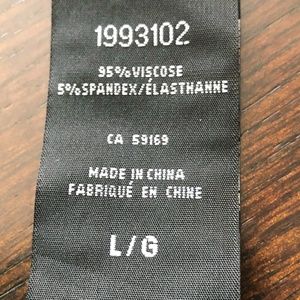 1993102
95%VISCOSE
5%SPANDEX/ÉLASTHANNE
CA 59169
MADE IN CHINA
FABRIQUÉ EN CHINE
L/G